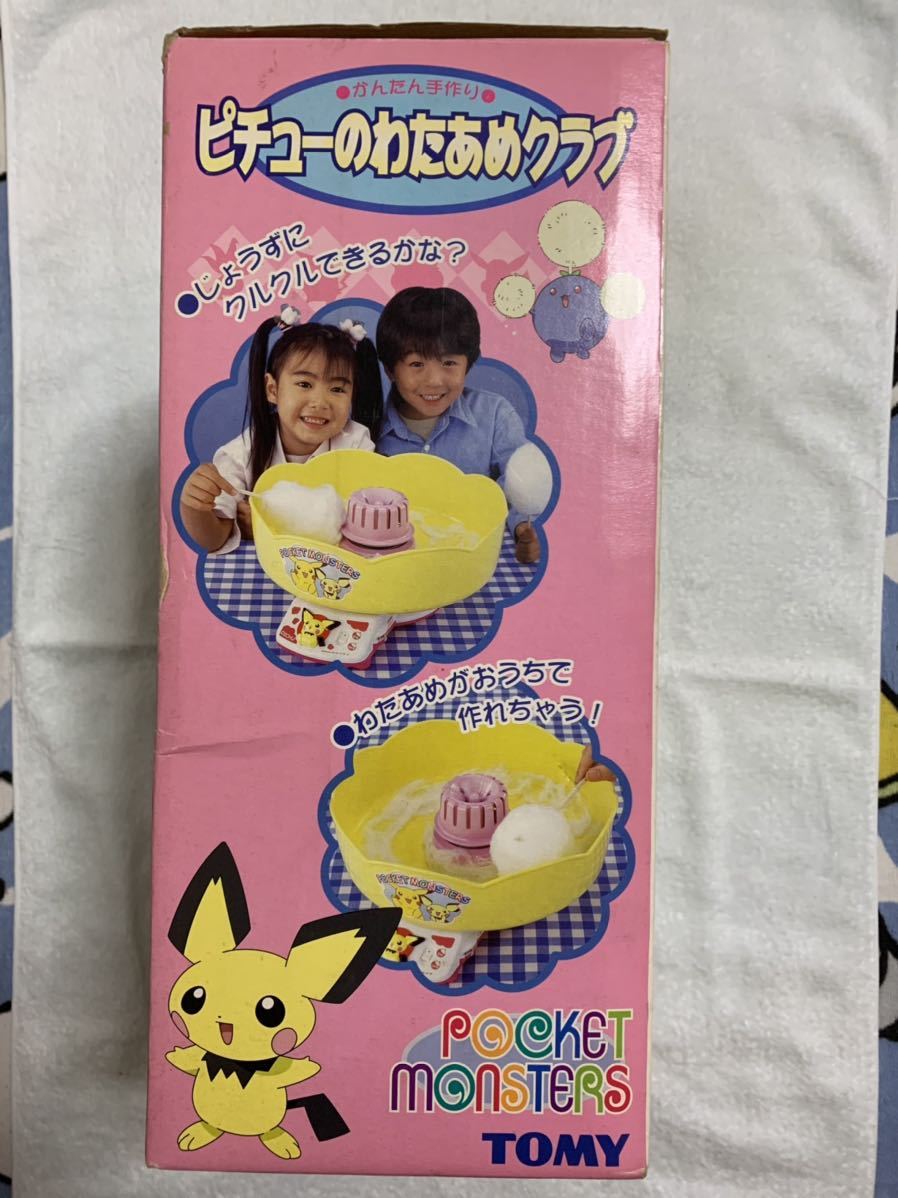 ●かんたん手作り●
ピチューのわたあめクラブ
●じょうずに
クルクルできるかな？
POCKET MONSTERS
●わたあめがおうちで
作れちゃう！
POCKET MONSTERS
POCKET
MONSTERS
TOMY